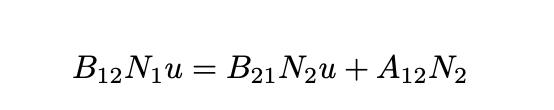 B₁₂N₁u = B₂₁N₂u + A₁₂N₂